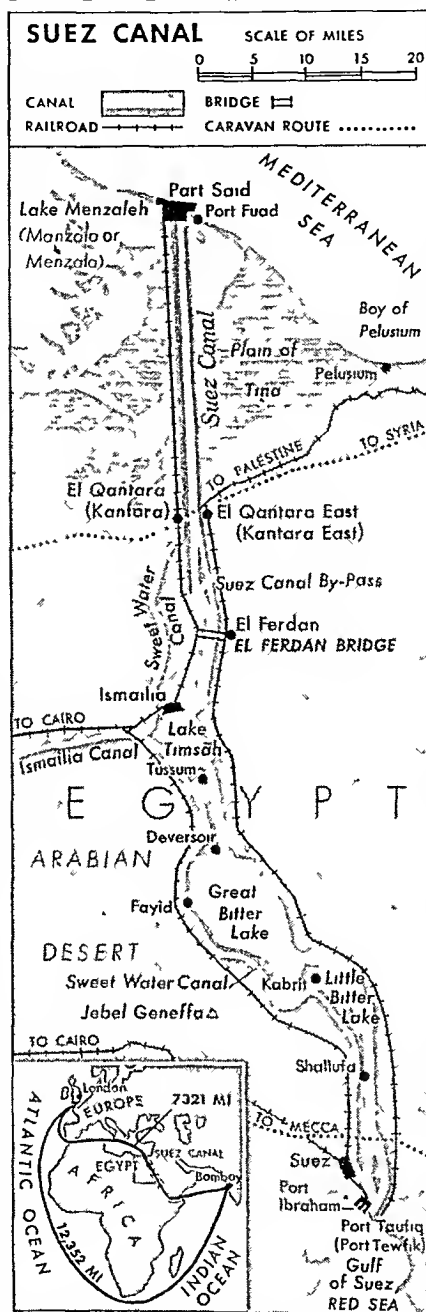 SUEZ CANAL
SCALE OF MILES
0 5 10 15 20
CANAL
BRIDGE
RAILROAD
CARAVAN ROUTE
MEDITERRANEAN
SEA
Part Said
Port Fuad
Lake Menzaleh
(Manzala or
Menzala)
Boy of
Pelusium
Pelusium
Plain of
Tina
Suez Canal
TO PALESTINE
TO SYRIA
El Qantara
(Kantara)
El Qantara East
(Kantara East)
Suez Canal By-Pass
Sweet Water
Canal
El Ferdan
EL FERDAN BRIDGE
Ismailia
TO CAIRO
Ismailia Canal
Lake
Timsah
Tussum
EGYPT
Deversoir
ARABIAN
DESERT
Great
Bitter
Lake
Fayid
Sweet Water Canal
Kabrit
Little
Bitter
Lake
Jebel Geneffa
TO CAIRO
Shallufa
TO MECCA
Suez
Port
Ibraham
Port Taufiq
(Port Tewfik)
Gulf
of Suez
RED SEA
London
EUROPE
7321 MI
ATLANTIC
OCEAN
EGYPT
SUEZ CANAL
Bombay
AFRICA
12,352 MI
INDIAN
OCEAN